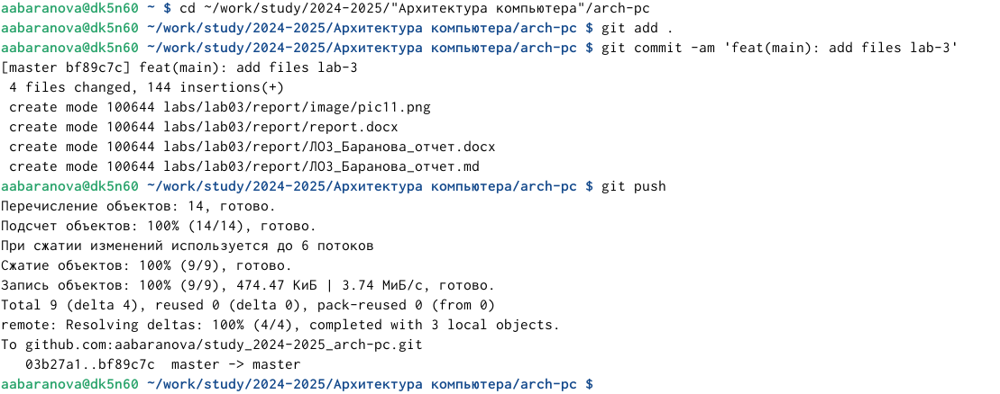 aabaranova@dk5n60 ~ $ cd ~/work/study/2024-2025/"Архитектура компьютера"/arch-pc
aabaranova@dk5n60 ~/work/study/2024-2025/Архитектура компьютера/arch-pc $ git add .
aabaranova@dk5n60 ~/work/study/2024-2025/Архитектура компьютера/arch-pc $ git commit -am 'feat(main): add files lab-3'
[master bf89c7c] feat(main): add files lab-3
 4 files changed, 144 insertions(+)
 create mode 100644 labs/lab03/report/image/pic11.png
 create mode 100644 labs/lab03/report/report.docx
 create mode 100644 labs/lab03/report/Л03_Баранова_отчет.docx
 create mode 100644 labs/lab03/report/Л03_Баранова_отчет.md
aabaranova@dk5n60 ~/work/study/2024-2025/Архитектура компьютера/arch-pc $ git push
Перечисление объектов: 14, готово.
Подсчет объектов: 100% (14/14), готово.
При сжатии изменений используется до 6 потоков
Сжатие объектов: 100% (9/9), готово.
Запись объектов: 100% (9/9), 474.47 КиБ | 3.74 МиБ/с, готово.
Total 9 (delta 4), reused 0 (delta 0), pack-reused 0 (from 0)
remote: Resolving deltas: 100% (4/4), completed with 3 local objects.
To github.com:aabaranova/study_2024-2025_arch-pc.git
   03b27a1..bf89c7c  master -> master
aabaranova@dk5n60 ~/work/study/2024-2025/Архитектура компьютера/arch-pc $